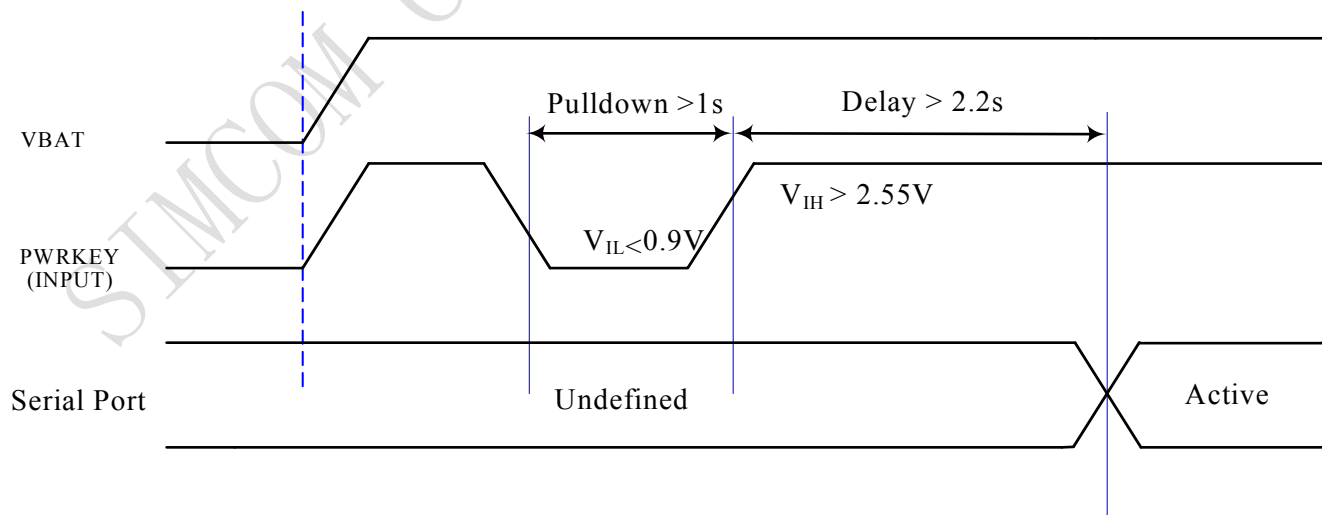 SIMCOM C
Pulldown >1s
Delay > 2.2s
VBAT
VIH > 2.55V
VIL<0.9V
PWRKEY
(INPUT)
Serial Port
Undefined
Active